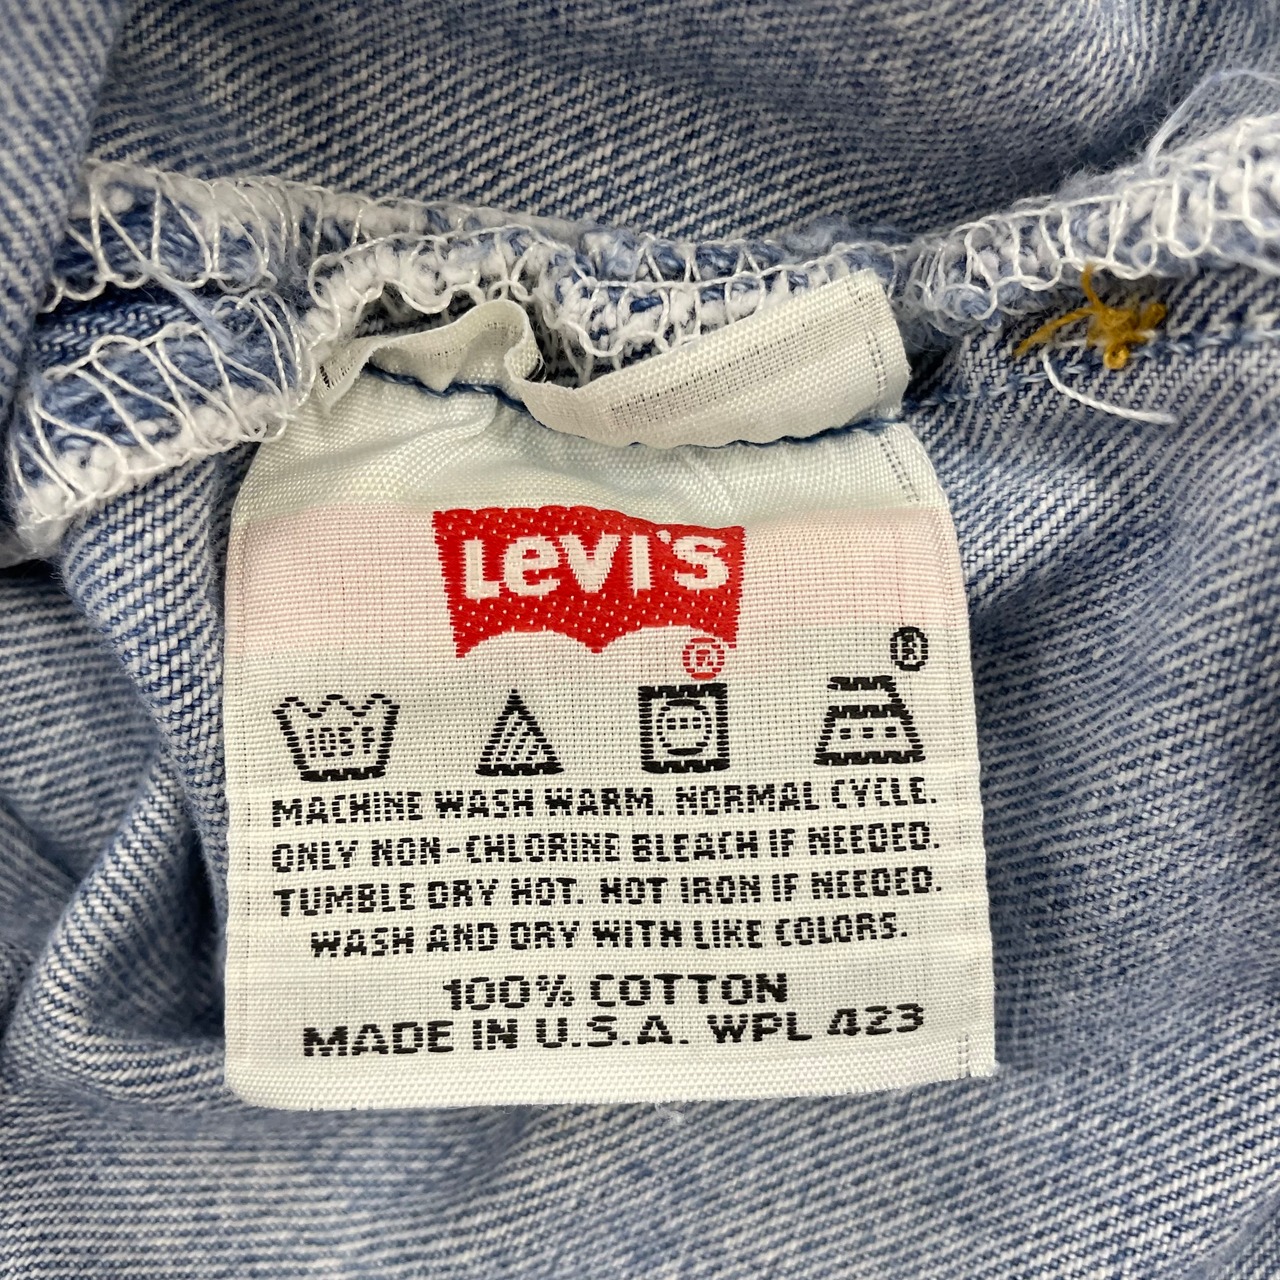 Levi's
®
®
105F
MACHINE WASH WARM. NORMAL CYCLE.
ONLY NON-CHLORINE BLEACH IF NEEDED.
TUMBLE DRY HOT. HOT IRON IF NEEDED.
WASH AND DRY WITH LIKE COLORS.
100% COTTON
MADE IN U.S.A. WPL 423